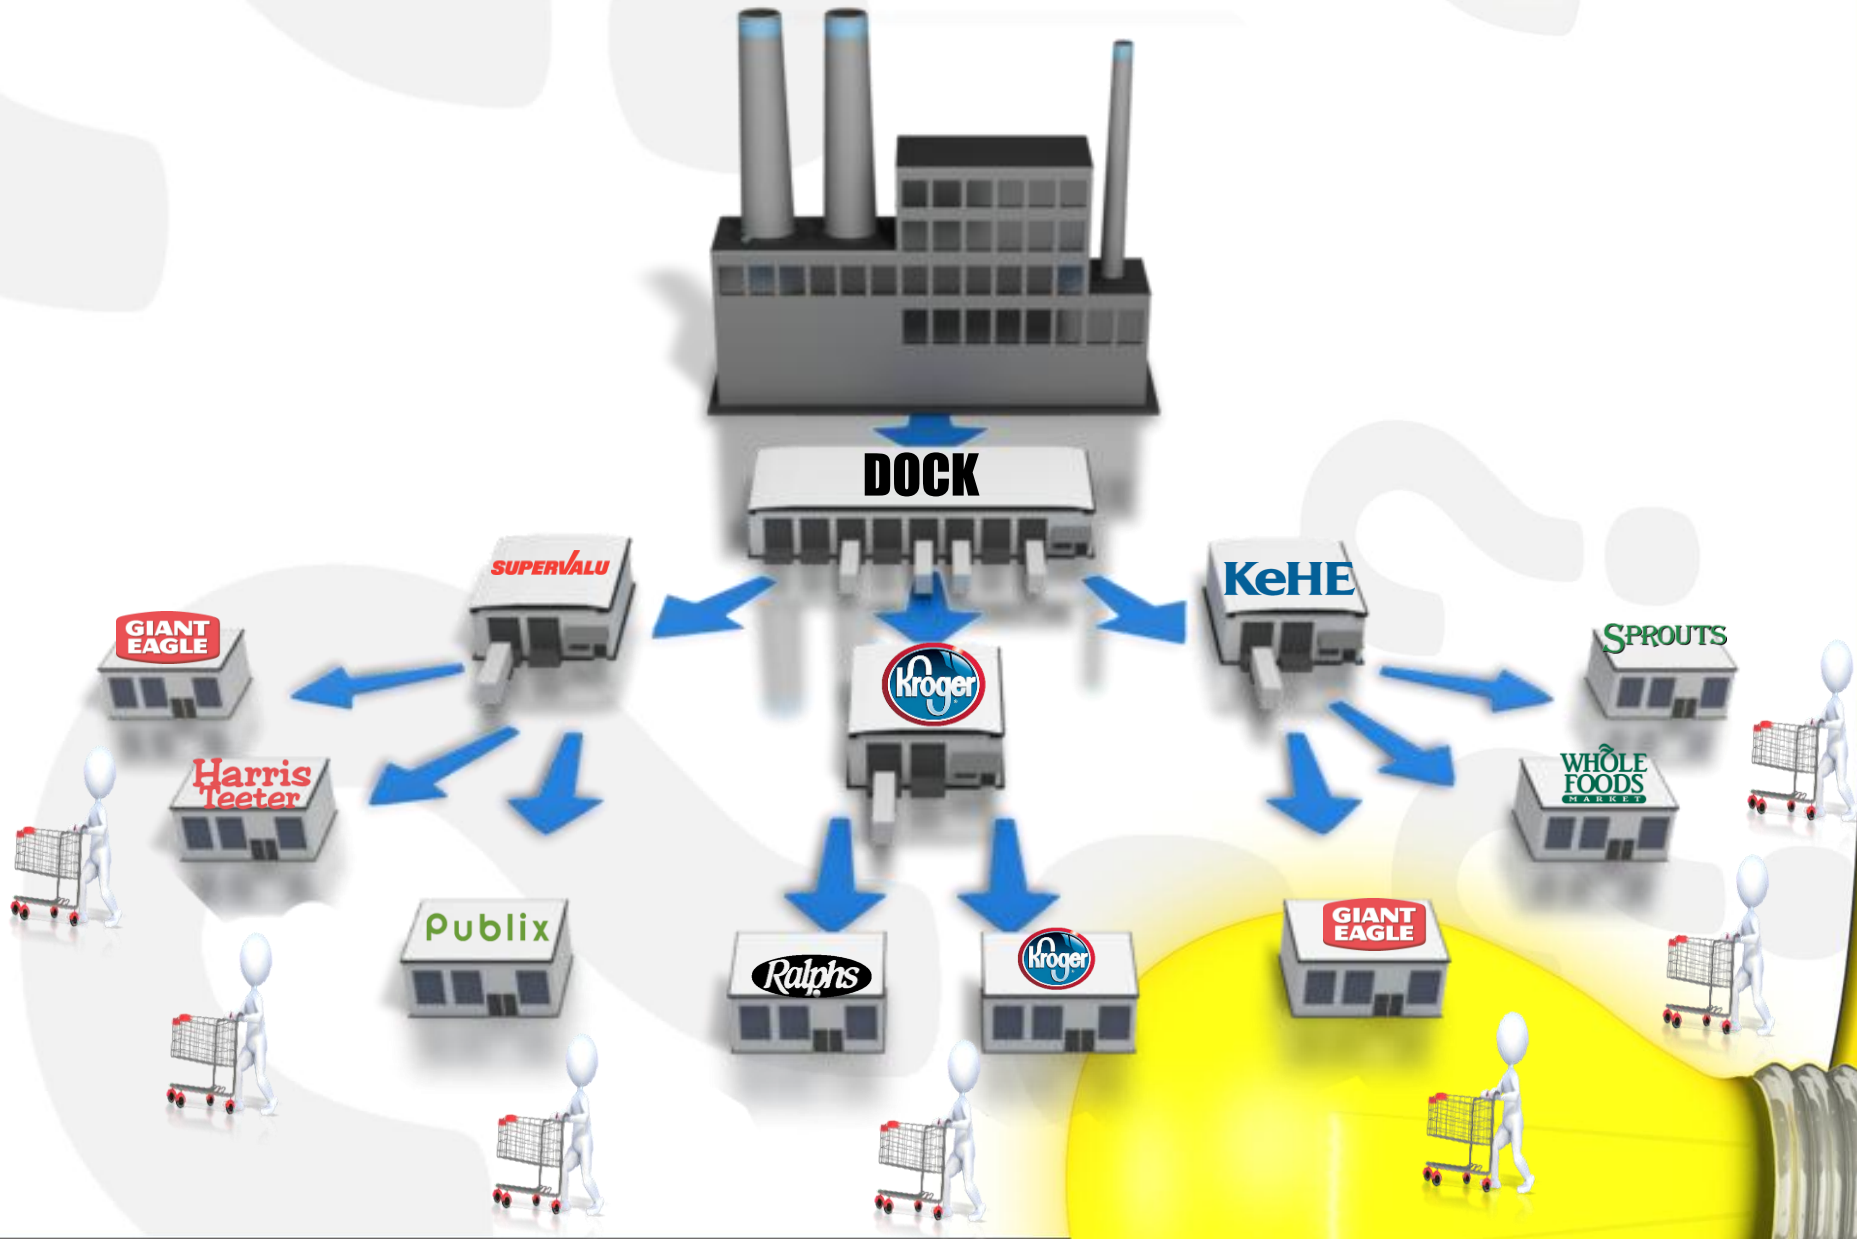 DOCK
SUPERVALU
KeHE
GIANT
EAGLE
SPROUTS
Kroger
Harris
Teeter
WHOLE
FOODS
MARKET
Publix
GIANT
EAGLE
Ralphs
Kroger